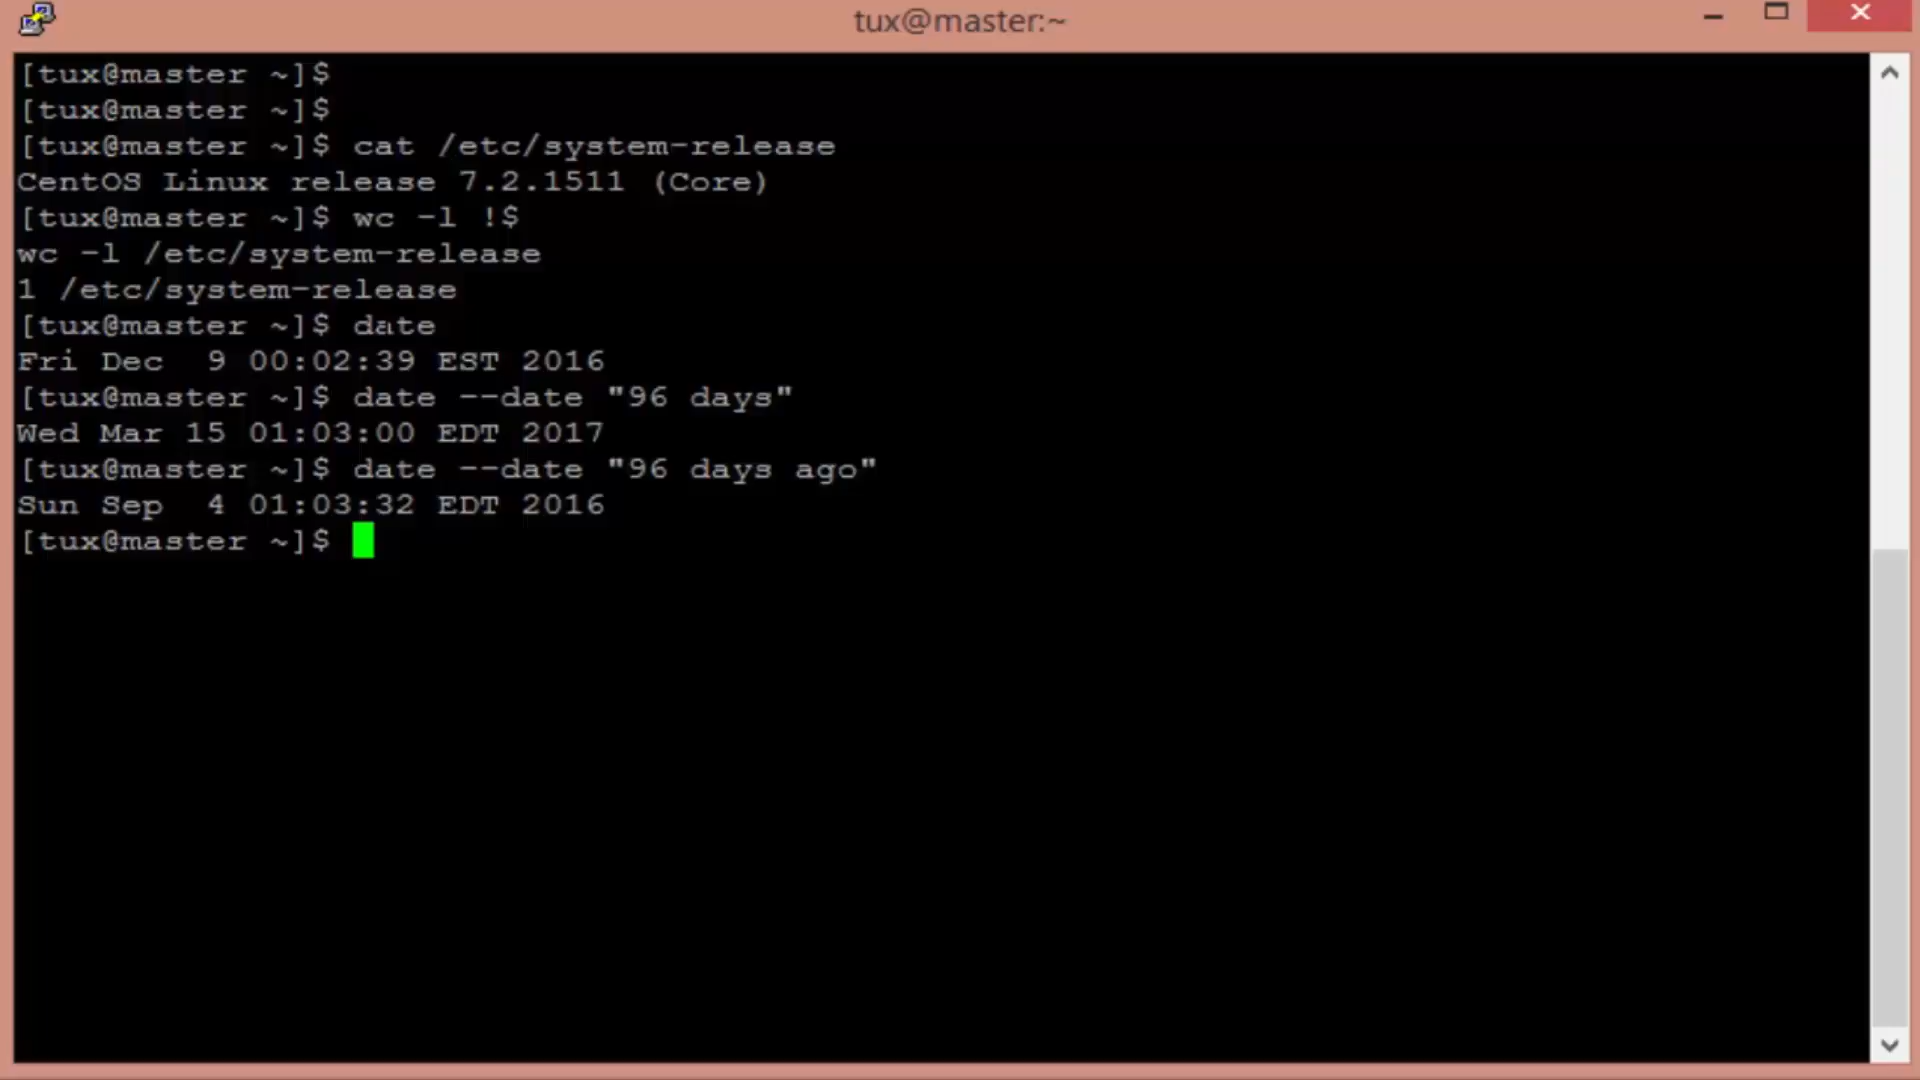 tux@master:~
[tux@master ~]$
[tux@master ~]$
[tux@master ~]$ cat /etc/system-release
CentOS Linux release 7.2.1511 (Core)
[tux@master ~]$ wc -l !$
wc -l /etc/system-release
1 /etc/system-release
[tux@master ~]$ date
Fri Dec  9 00:02:39 EST 2016
[tux@master ~]$ date --date "96 days"
Wed Mar 15 01:03:00 EDT 2017
[tux@master ~]$ date --date "96 days ago"
Sun Sep  4 01:03:32 EDT 2016
[tux@master ~]$